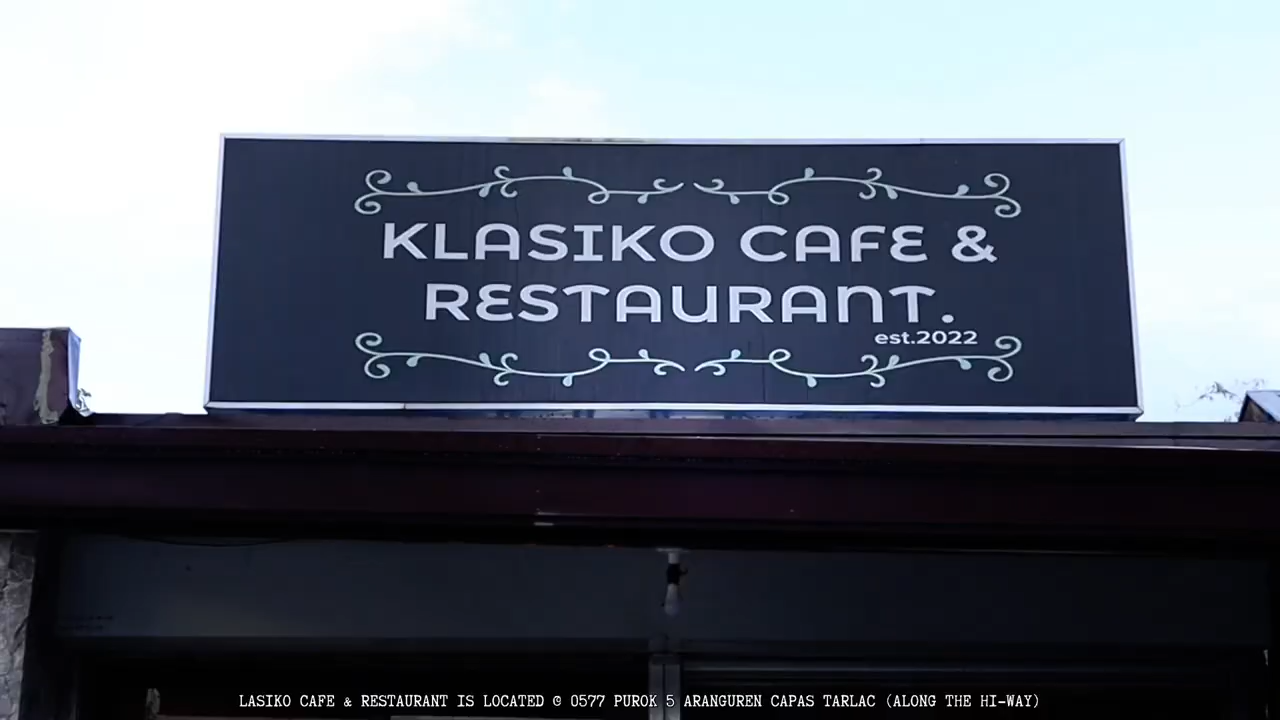 KLASIKO CAFE &
RESTAURANT.
est.2022
LASIKO CAFE & RESTAURANT IS LOCATED @ 0577 PUROK 5 ARANGUREN CAPAS TARLAC (ALONG THE HI-WAY)